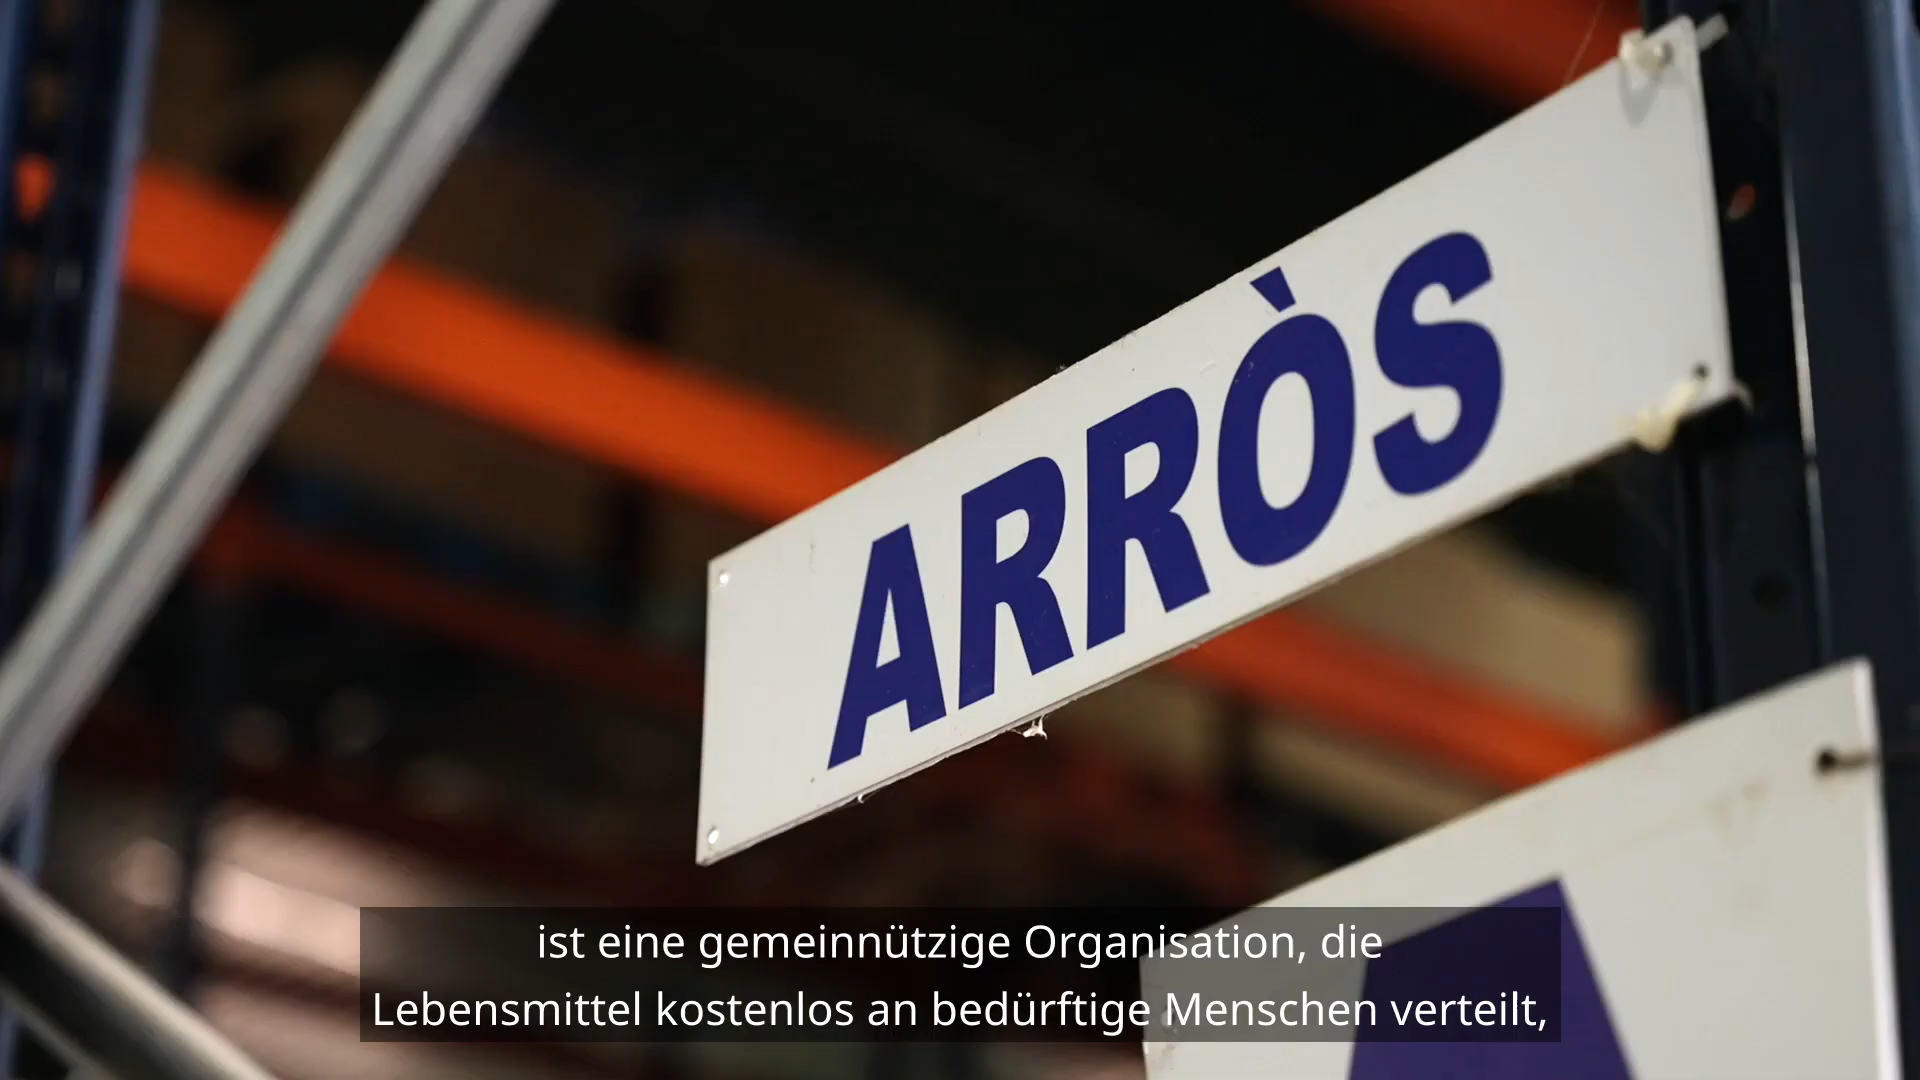 ARRÒS
ist eine gemeinnützige Organisation, die
Lebensmittel kostenlos an bedürftige Menschen verteilt,